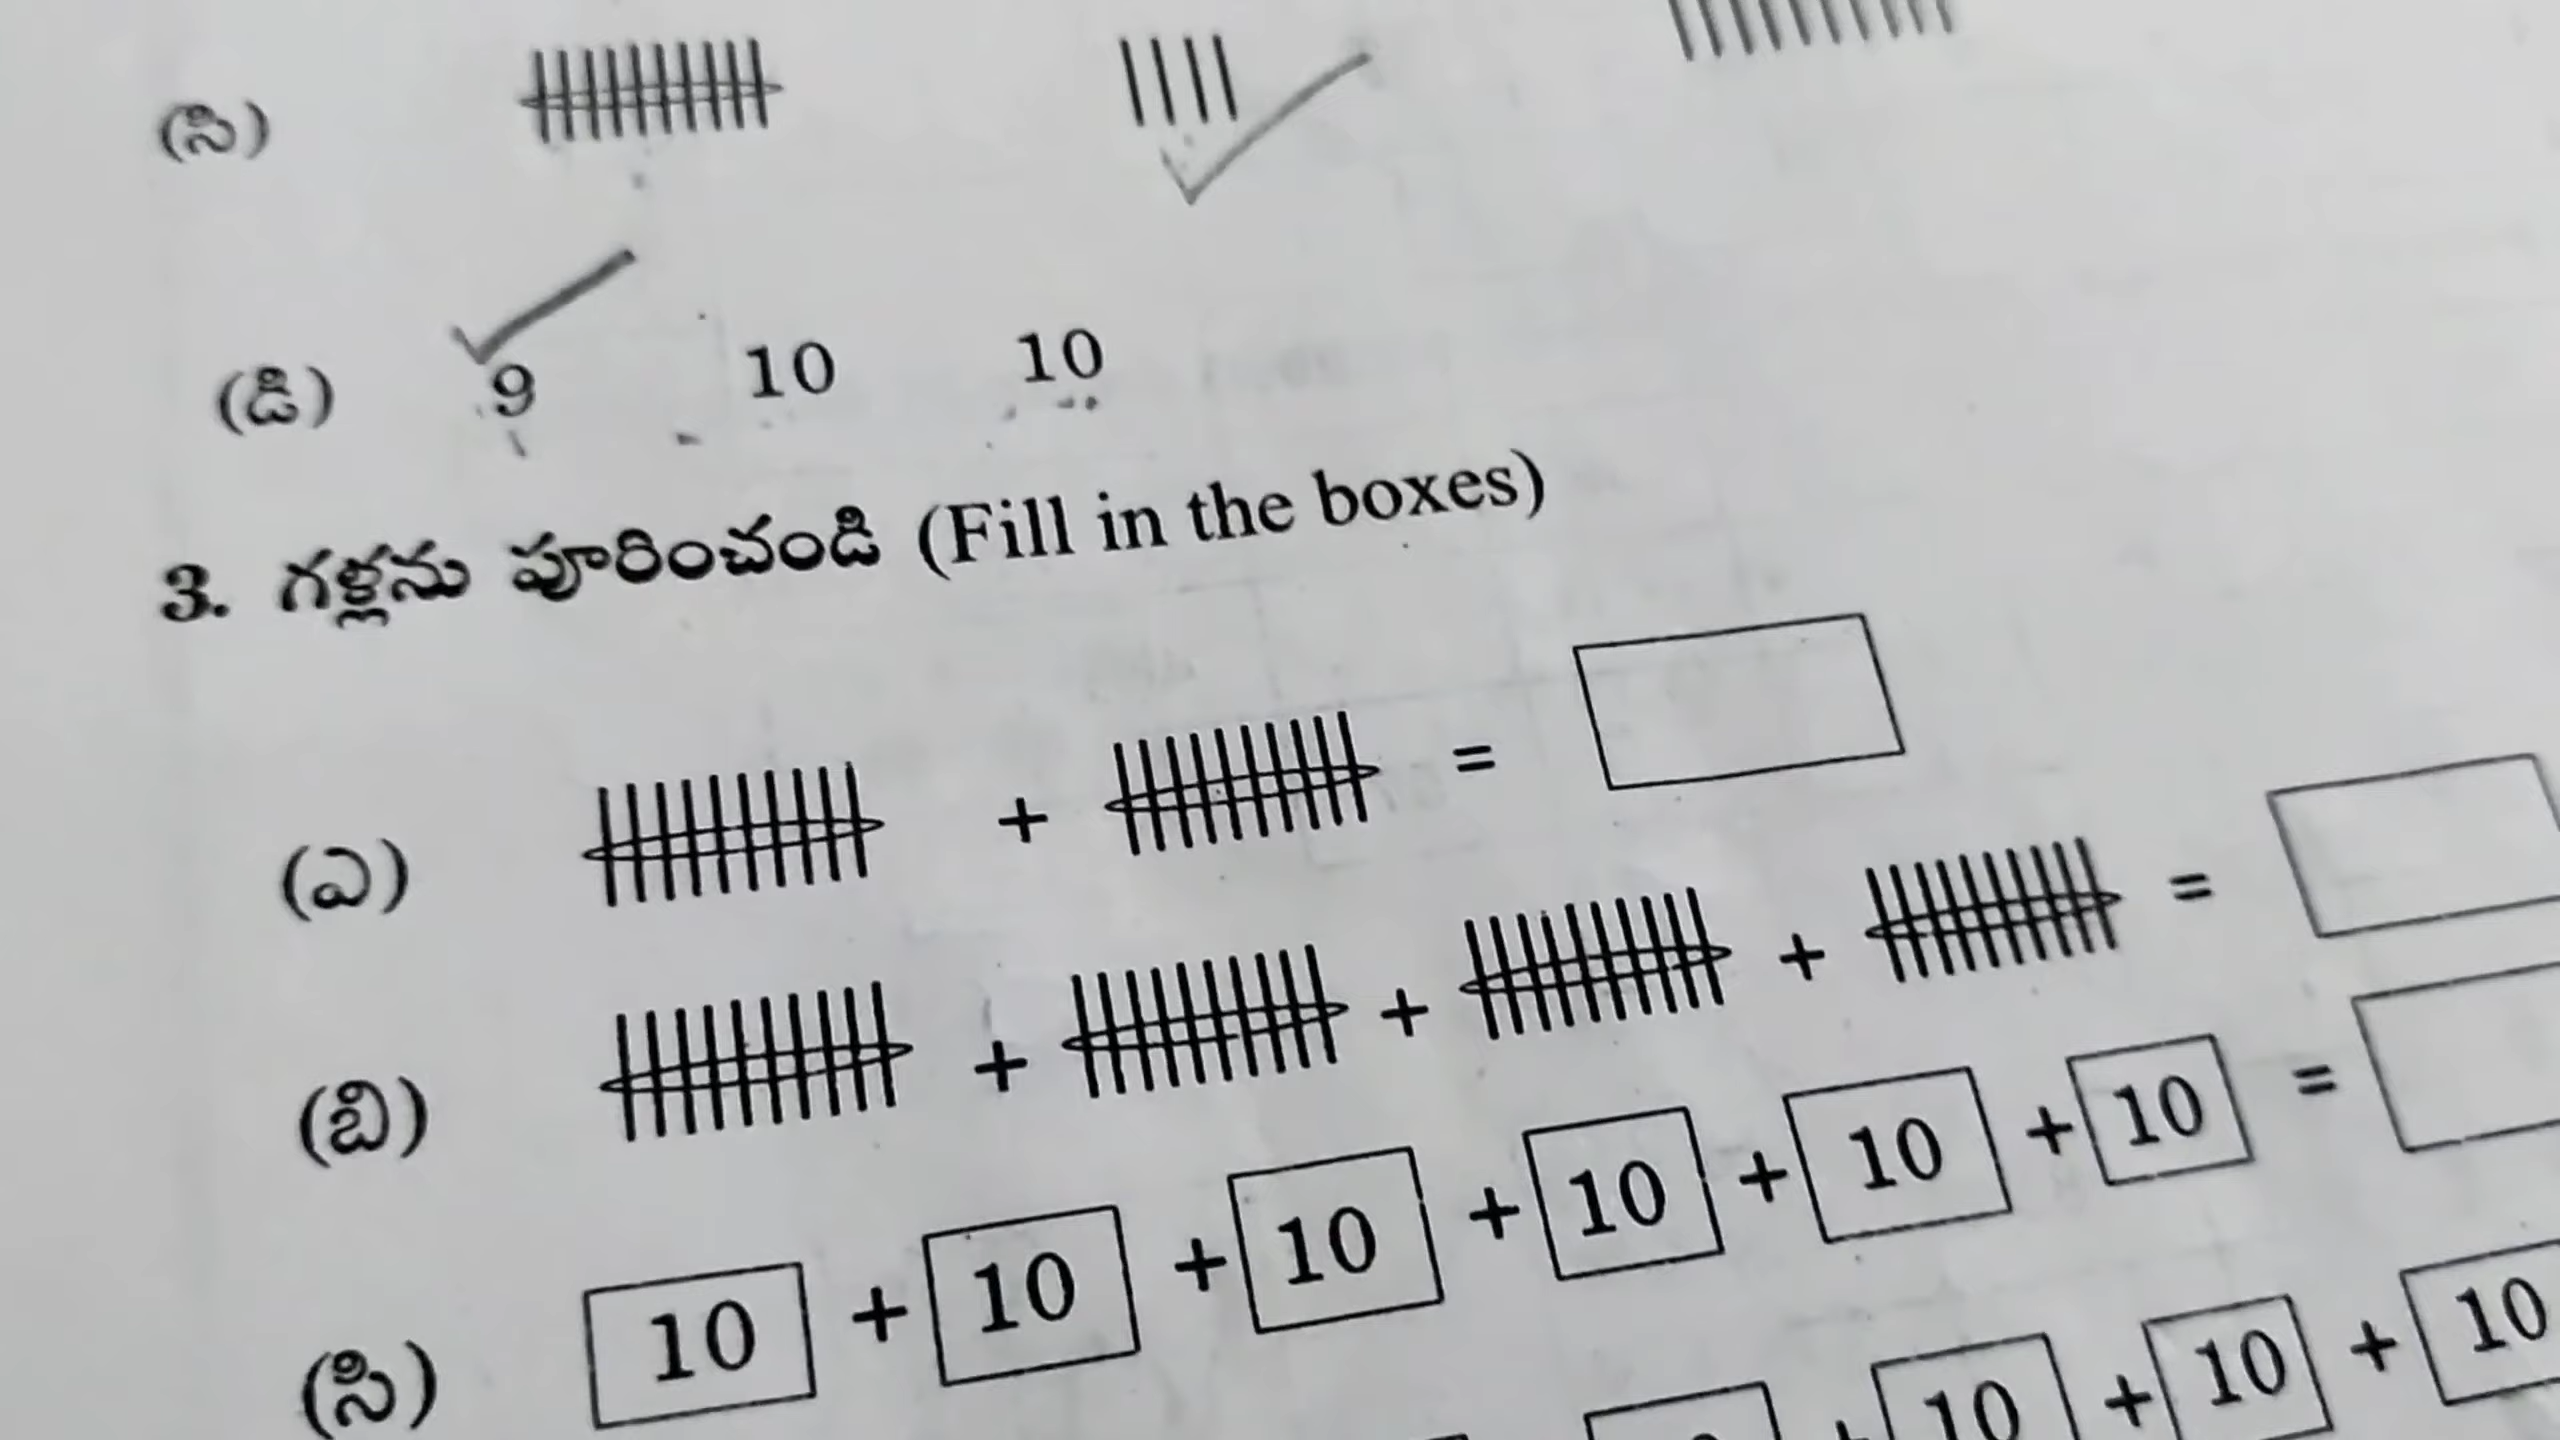 (సి)
(డి) 9 10 10
3. గళ్లను పూరించండి (Fill in the boxes)
(ఎ) + =
(బి) + + + =
(సి) 10 + 10 + 10 + 10 + 10 + 10 =
+ 10 + 10 + 10